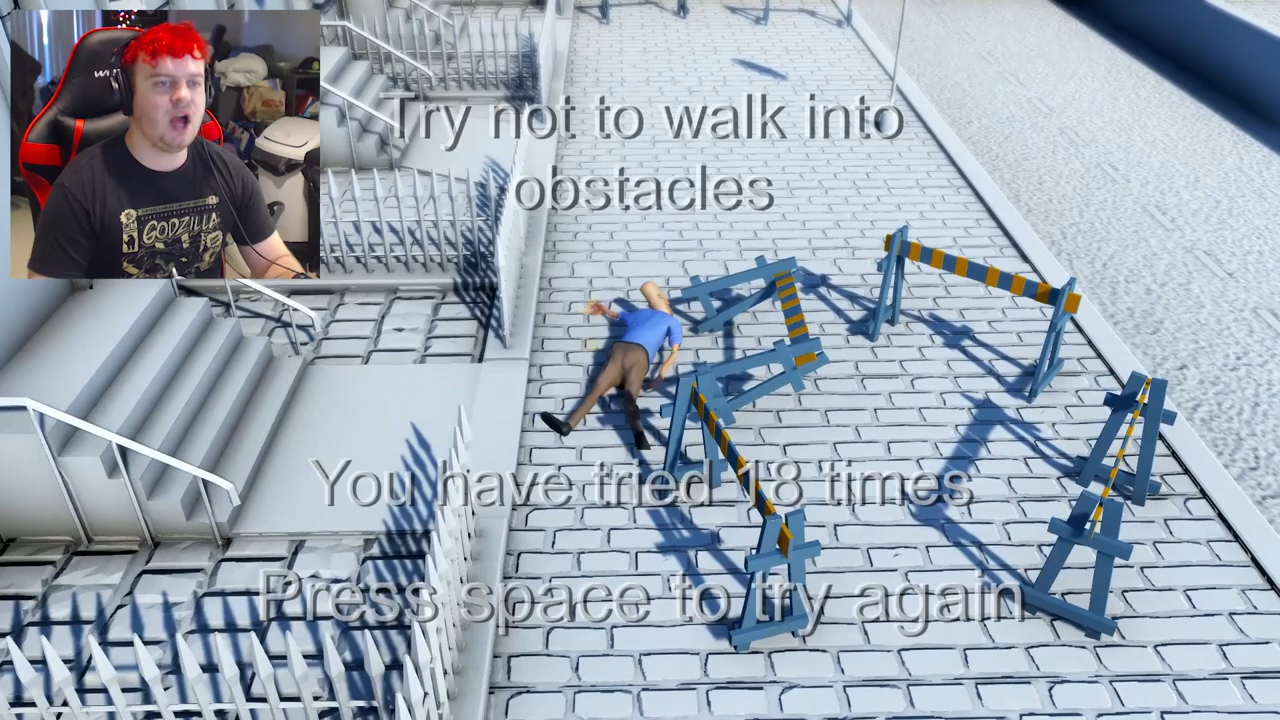 Try not to walk into
obstacles
GODZILLA
You have tried 18 times
Press space to try again